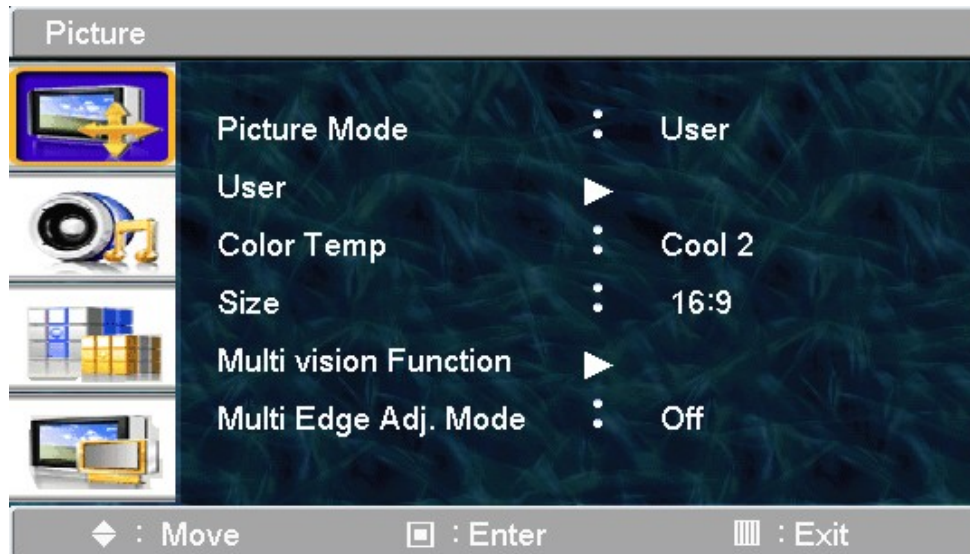 Picture
Picture Mode : User
User ▶
Color Temp : Cool 2
Size : 16:9
Multi vision Function ▶
Multi Edge Adj. Mode : Off
: Move : Enter : Exit